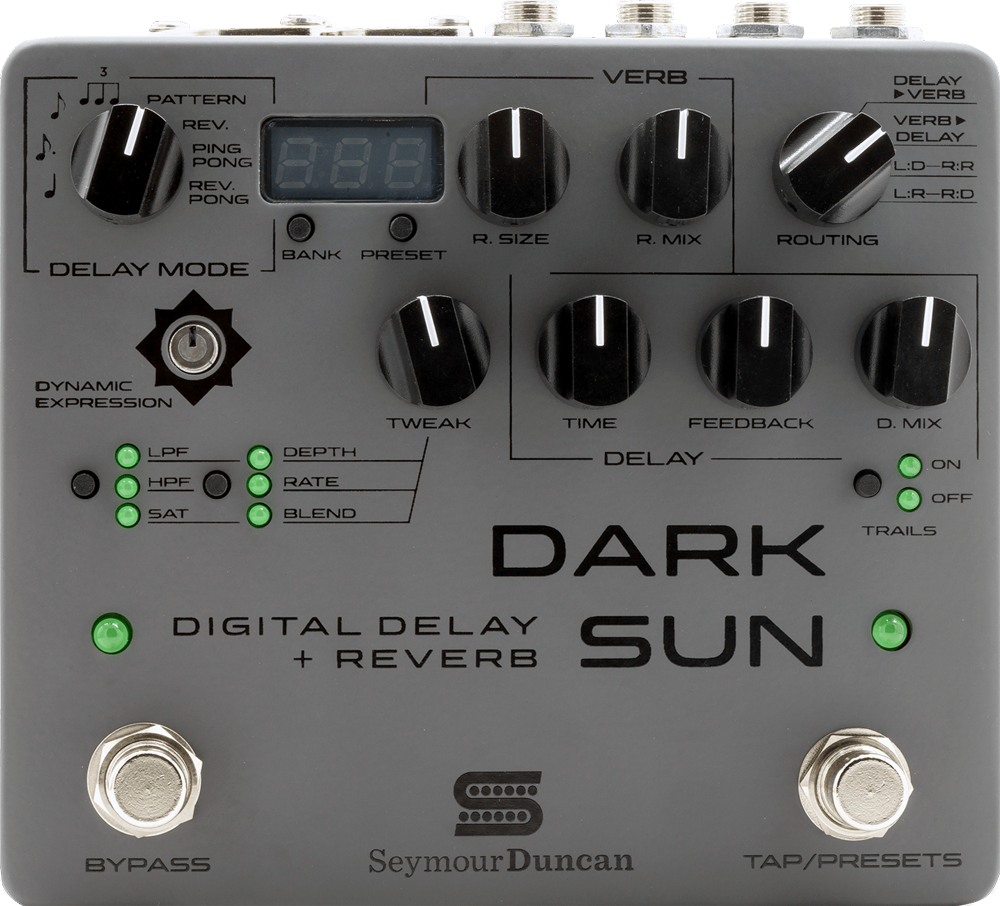 3
PATTERN
REV.
PING
PONG
REV.
PONG
DELAY MODE
BANK
PRESET
VERB
R. SIZE
R. MIX
DELAY
▶VERB
VERB▶
DELAY
L:D—R:R
L:R—R:D
ROUTING
DYNAMIC
EXPRESSION
TWEAK
TIME
FEEDBACK
D. MIX
DELAY
LPF
HPF
SAT
DEPTH
RATE
BLEND
ON
OFF
TRAILS
DARK
SUN
DIGITAL DELAY
+ REVERB
BYPASS
SeymourDuncan
TAP/PRESETS